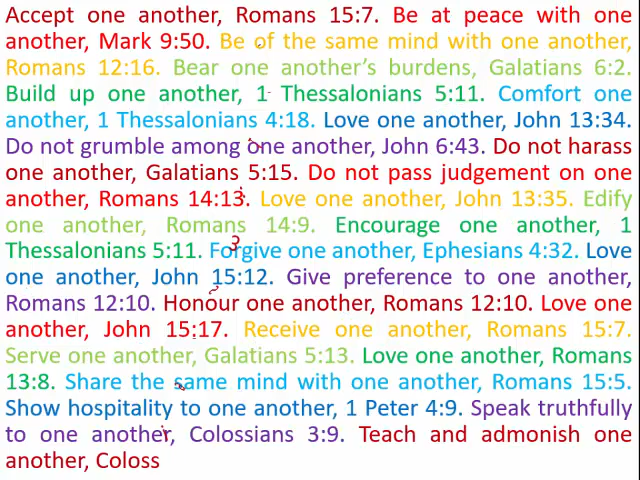 Accept one another, Romans 15:7. Be at peace with one
another, Mark 9:50. Be of the same mind with one another,
Romans 12:16. Bear one another’s burdens, Galatians 6:2.
Build up one another, 1 Thessalonians 5:11. Comfort one
another, 1 Thessalonians 4:18. Love one another, John 13:34.
Do not grumble among one another, John 6:43. Do not harass
one another, Galatians 5:15. Do not pass judgement on one
another, Romans 14:13. Love one another, John 13:35. Edify
one another, Romans 14:9. Encourage one another, 1
Thessalonians 5:11. Forgive one another, Ephesians 4:32. Love
one another, John 15:12. Give preference to one another,
Romans 12:10. Honour one another, Romans 12:10. Love one
another, John 15:17. Receive one another, Romans 15:7.
Serve one another, Galatians 5:13. Love one another, Romans
13:8. Share the same mind with one another, Romans 15:5.
Show hospitality to one another, 1 Peter 4:9. Speak truthfully
to one another, Colossians 3:9. Teach and admonish one
another, Coloss